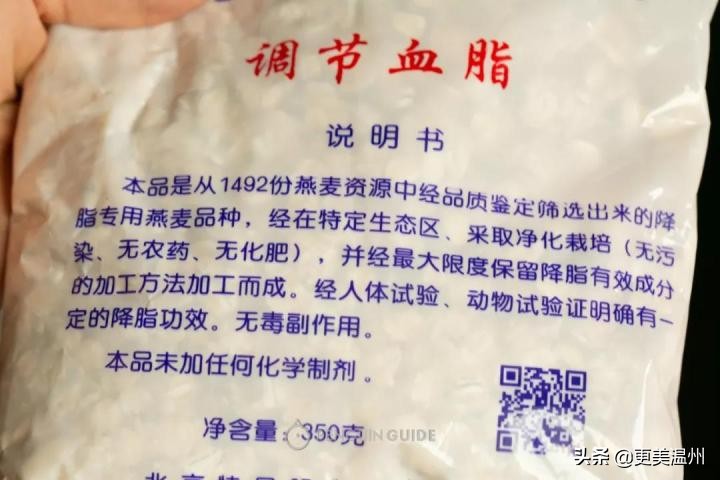 调节血脂
说明书
本品是从1492份燕麦资源中经品质鉴定筛选出来的降
脂专用燕麦品种，经在特定生态区、采取净化栽培（无污
染、无农药、无化肥），并经最大限度保留降脂有效成分
的加工方法加工而成。经人体试验、动物试验证明确有一
定的降脂功效。无毒副作用。
本品未加任何化学制剂。
净含量：350克
GUIDE
头条 @更美温州